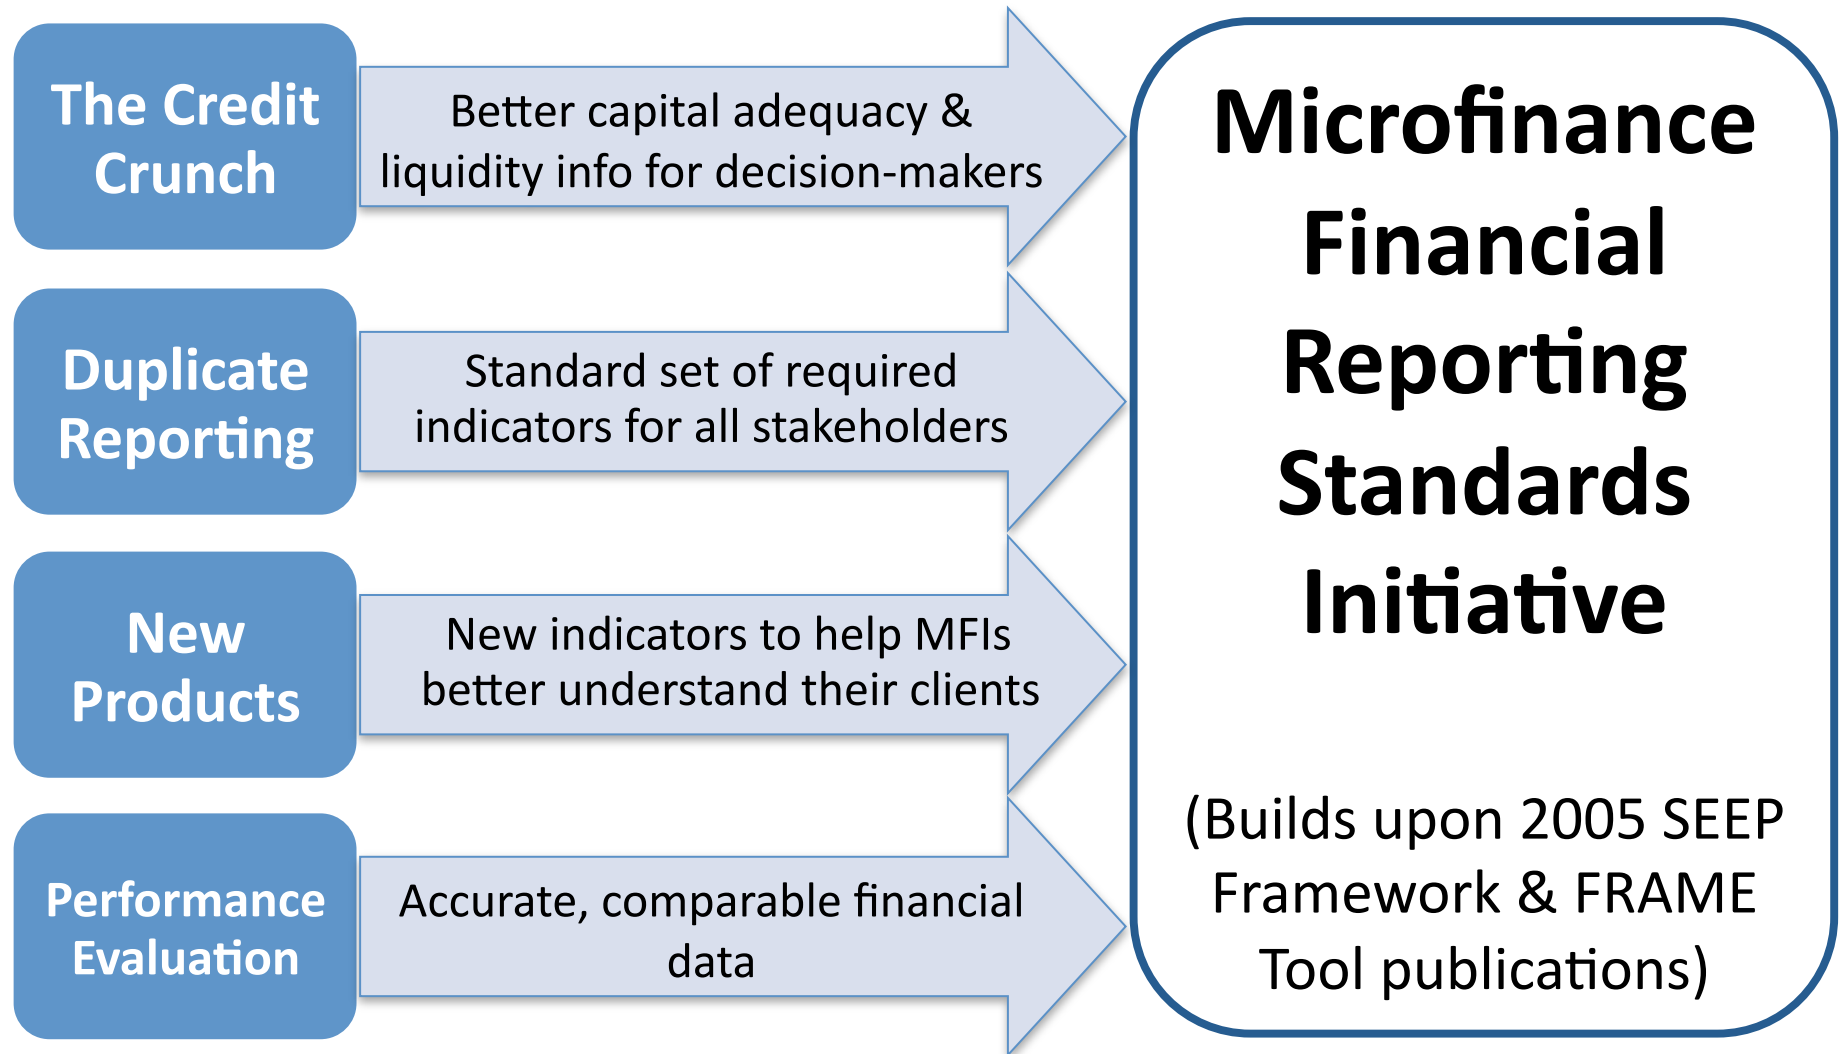 The Credit
Crunch
Better capital adequacy &
liquidity info for decision-makers
Duplicate
Reporting
Standard set of required
indicators for all stakeholders
New
Products
New indicators to help MFIs
better understand their clients
Performance
Evaluation
Accurate, comparable financial
data
Microfinance
Financial
Reporting
Standards
Initiative
(Builds upon 2005 SEEP
Framework & FRAME
Tool publications)